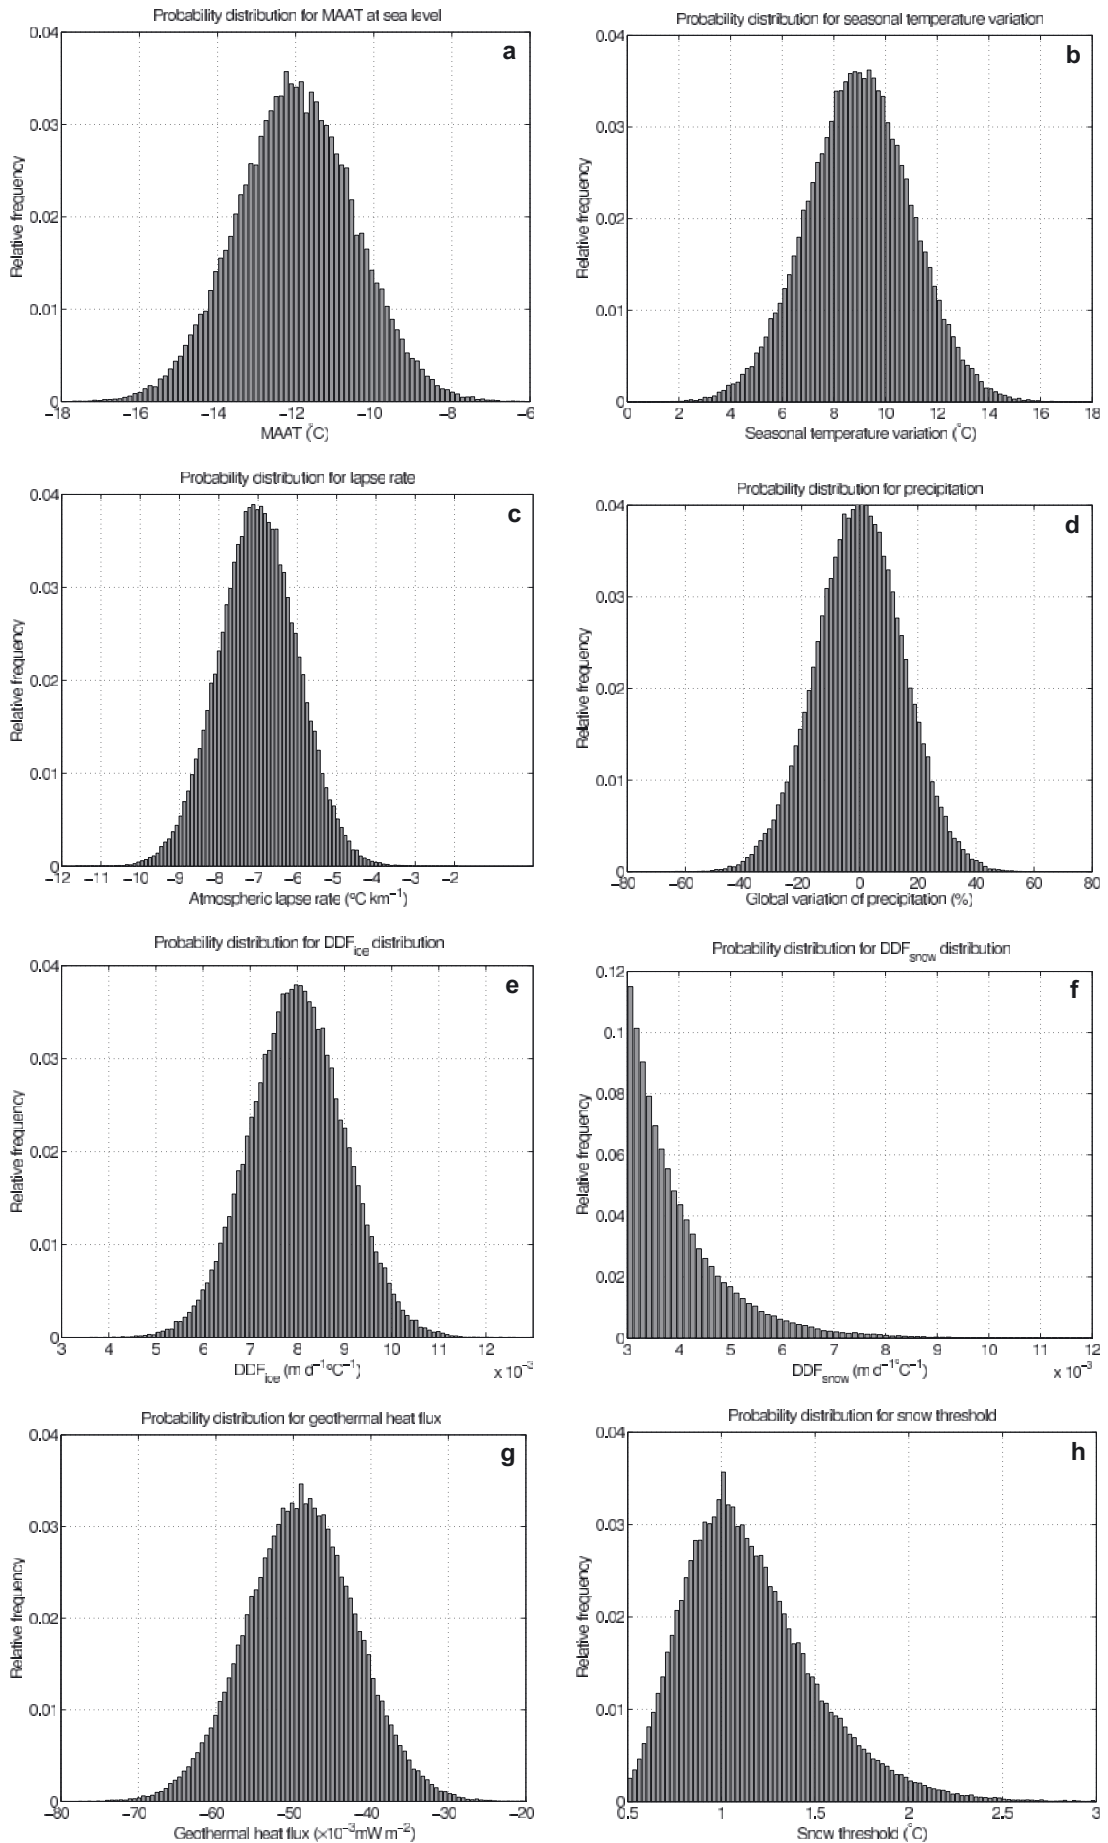 Probability distribution for MAAT at sea level
a
0.04
0.03
0.02
0.01
0
Relative frequency
−18 −16 −14 −12 −10 −8 −6
MAAT (°C)
Probability distribution for seasonal temperature variation
b
0.04
0.03
0.02
0.01
0
Relative frequency
0 2 4 6 8 10 12 14 16 18
Seasonal temperature variation (°C)
Probability distribution for lapse rate
c
0.04
0.03
0.02
0.01
0
Relative frequency
−12 −11 −10 −9 −8 −7 −6 −5 −4 −3 −2
Atmospheric lapse rate (°C km−1)
Probability distribution for precipitation
d
0.04
0.03
0.02
0.01
0
Relative frequency
−80 −60 −40 −20 0 20 40 60 80
Global variation of precipitation (%)
Probability distribution for DDFice distribution
e
0.04
0.03
0.02
0.01
0
Relative frequency
3 4 5 6 7 8 9 10 11 12
DDFice (m d−1°C−1)
x 10−3
Probability distribution for DDFsnow distribution
f
0.12
0.1
0.08
0.06
0.04
0.02
0
Relative frequency
3 4 5 6 7 8 9 10 11 12
DDFsnow (m d−1°C−1)
x 10−3
Probability distribution for geothermal heat flux
g
0.04
0.03
0.02
0.01
0
Relative frequency
−80 −70 −60 −50 −40 −30 −20
Geothermal heat flux (×10−3mW m−2)
Probability distribution for snow threshold
h
0.04
0.03
0.02
0.01
0
Relative frequency
0.5 1 1.5 2 2.5 3
Snow threshold (°C)